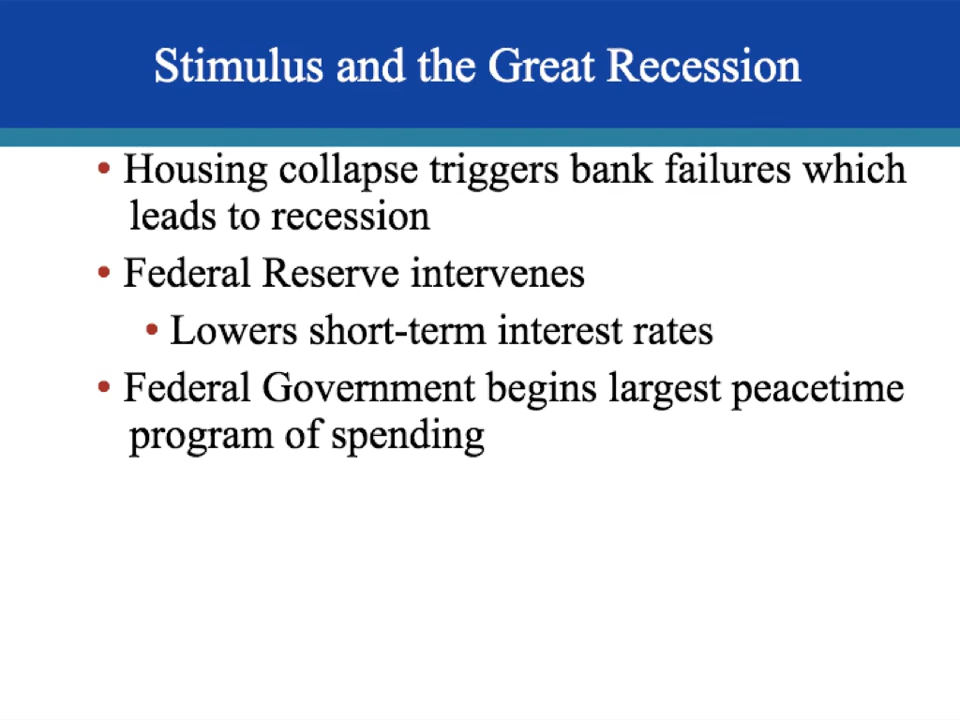 Stimulus and the Great Recession
• Housing collapse triggers bank failures which
leads to recession
• Federal Reserve intervenes
• Lowers short-term interest rates
• Federal Government begins largest peacetime
program of spending